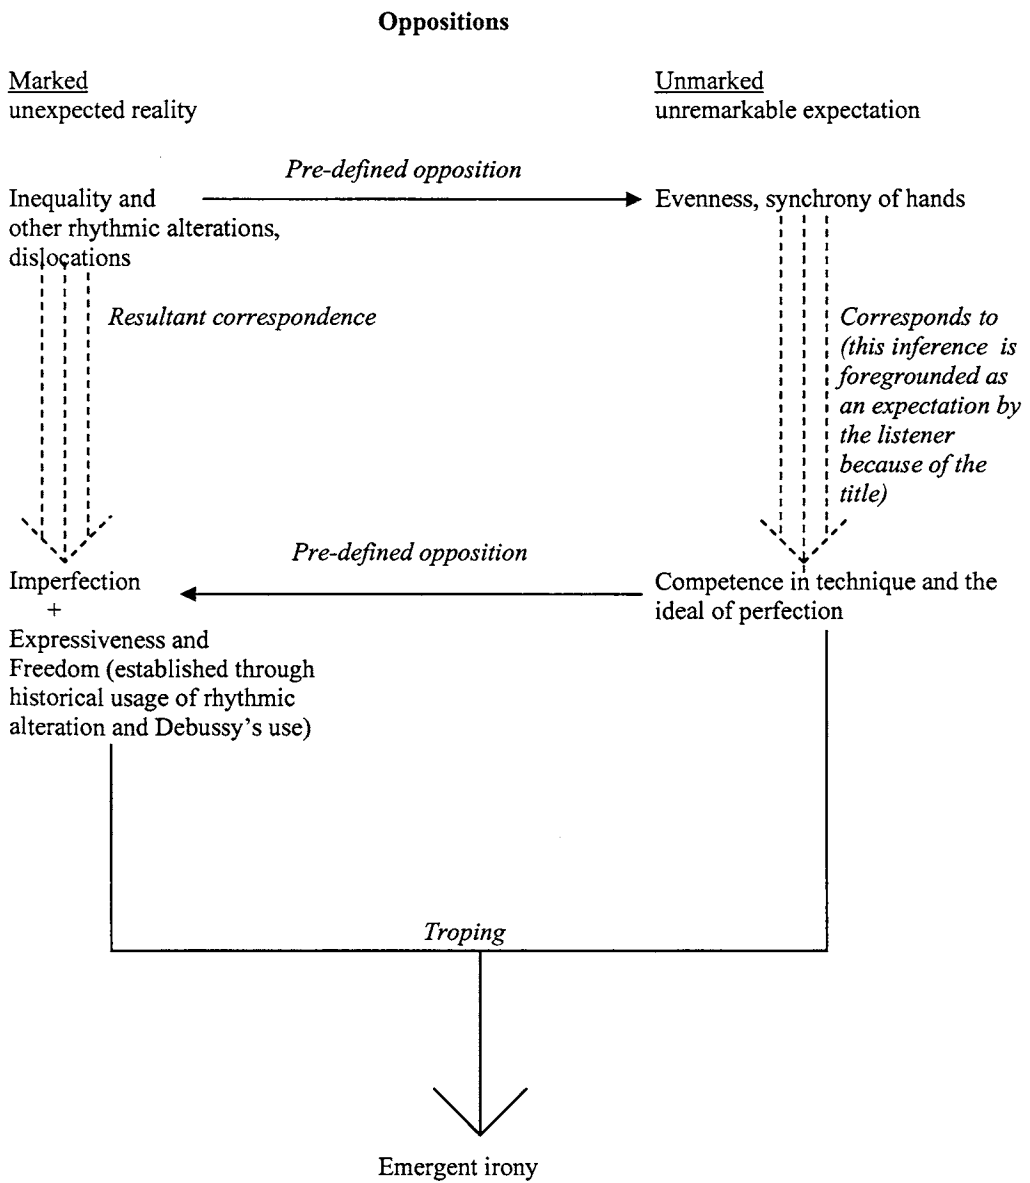 Oppositions
Marked
unexpected reality
Unmarked
unremarkable expectation
Pre-defined opposition
Inequality and
other rhythmic alterations,
dislocations
Evenness, synchrony of hands
Resultant correspondence
Corresponds to
(this inference is
foregrounded as
an expectation by
the listener
because of the
title)
Pre-defined opposition
Imperfection
+
Expressiveness and
Freedom (established through
historical usage of rhythmic
alteration and Debussy's use)
Competence in technique and the
ideal of perfection
Troping
Emergent irony